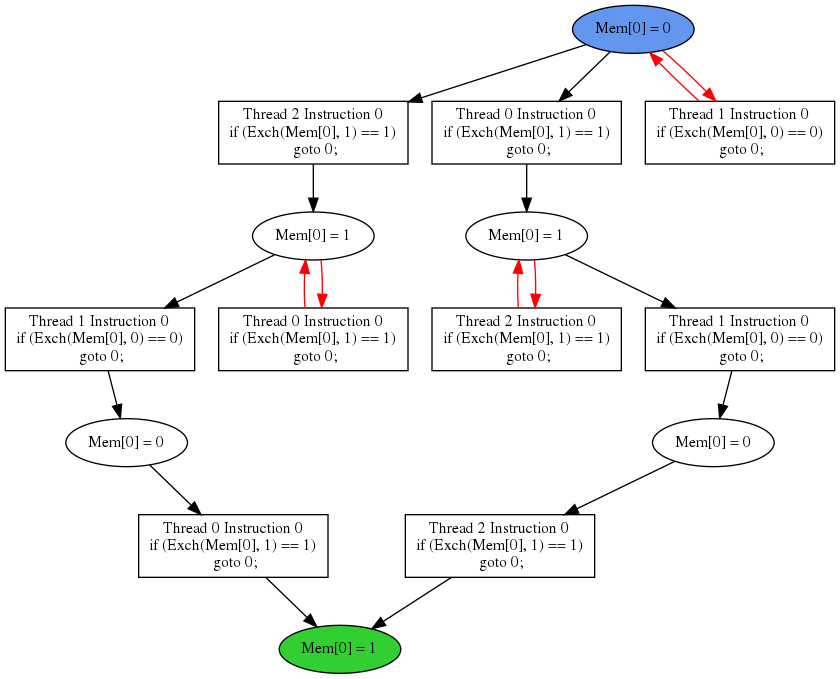 Mem[0] = 0
Thread 2 Instruction 0
if (Exch(Mem[0], 1) == 1)
goto 0;
Thread 0 Instruction 0
if (Exch(Mem[0], 1) == 1)
goto 0;
Thread 1 Instruction 0
if (Exch(Mem[0], 0) == 0)
goto 0;
Mem[0] = 1
Mem[0] = 1
Thread 1 Instruction 0
if (Exch(Mem[0], 0) == 0)
goto 0;
Thread 0 Instruction 0
if (Exch(Mem[0], 1) == 1)
goto 0;
Thread 2 Instruction 0
if (Exch(Mem[0], 1) == 1)
goto 0;
Thread 1 Instruction 0
if (Exch(Mem[0], 0) == 0)
goto 0;
Mem[0] = 0
Mem[0] = 0
Thread 0 Instruction 0
if (Exch(Mem[0], 1) == 1)
goto 0;
Thread 2 Instruction 0
if (Exch(Mem[0], 1) == 1)
goto 0;
Mem[0] = 1